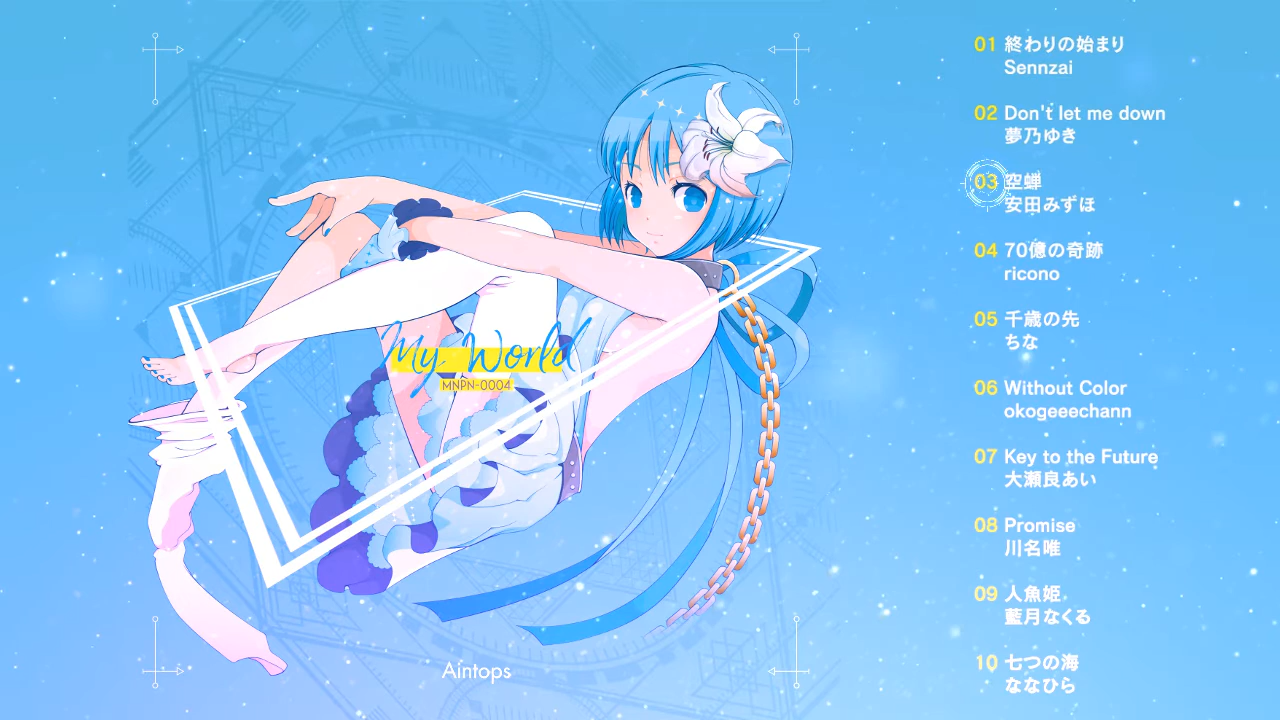 My World
MNPN-0004
Aintops
01 終わりの始まり
Sennzai
02 Don't let me down
夢乃ゆき
03 空蝉
安田みずほ
04 70億の奇跡
ricono
05 千歳の先
ちな
06 Without Color
okogeeechann
07 Key to the Future
大瀬良あい
08 Promise
川名唯
09 人魚姫
藍月なくる
10 七つの海
ななひら